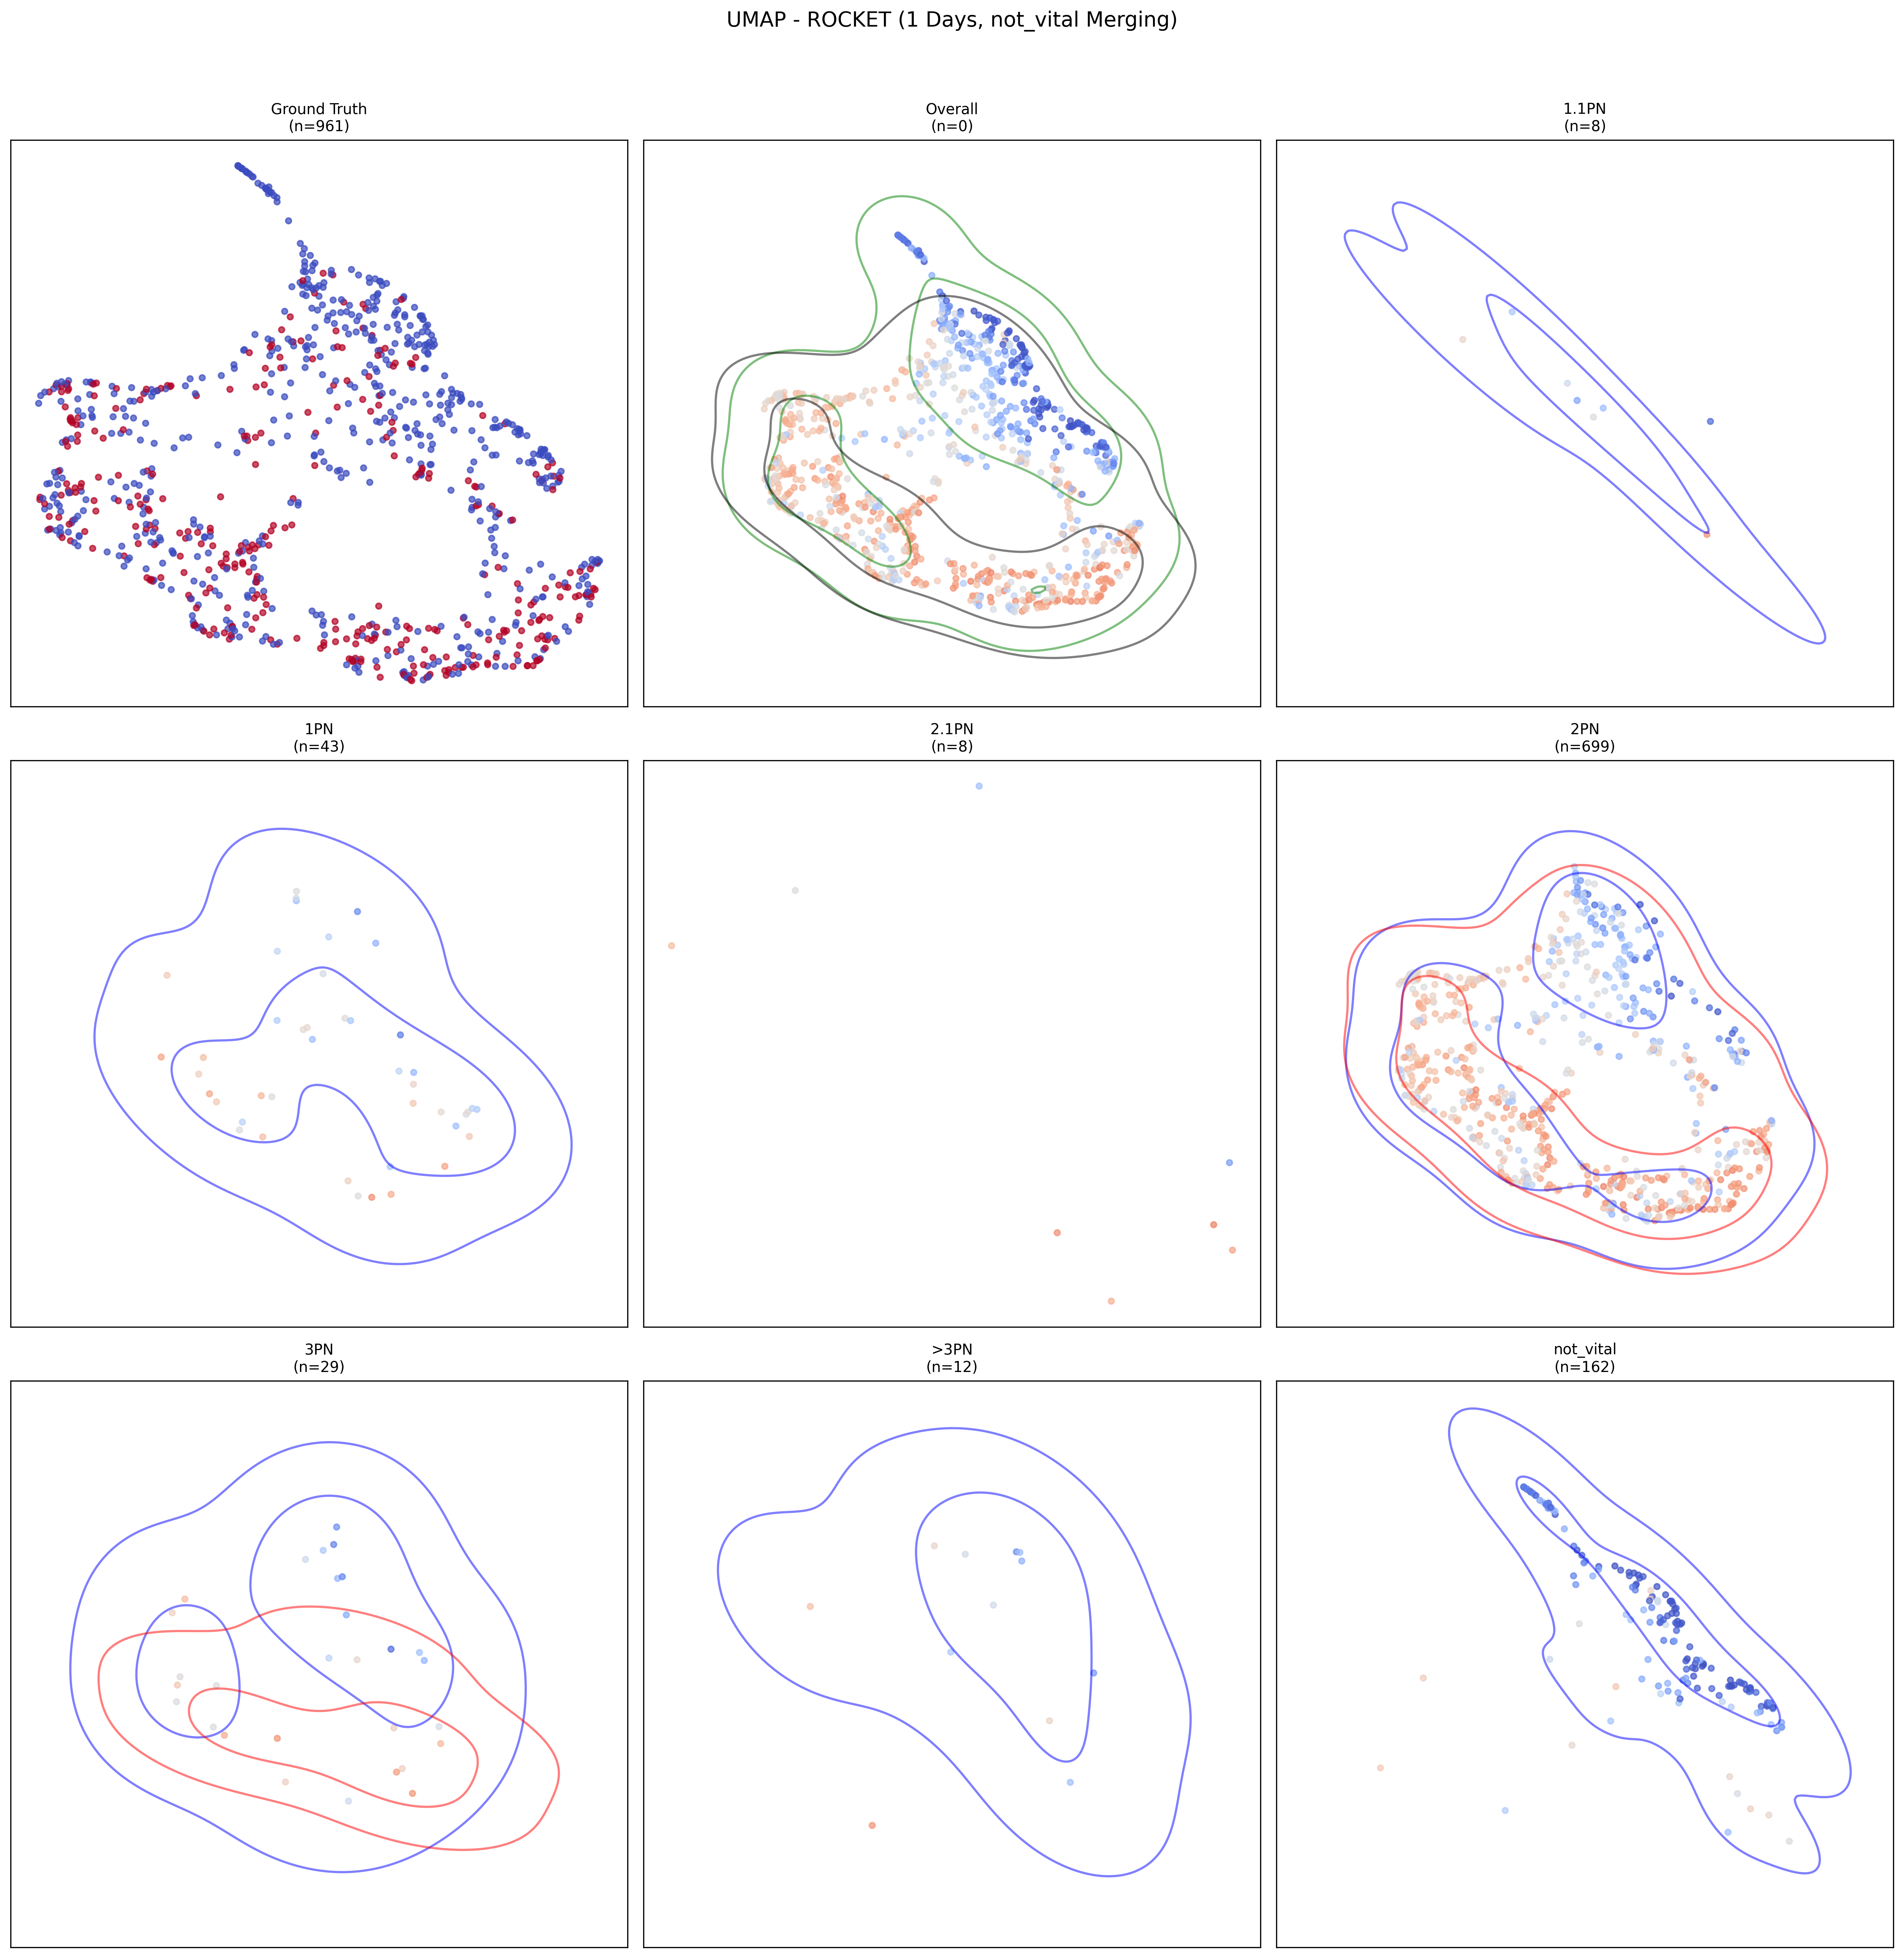 UMAP - ROCKET (1 Days, not_vital Merging)
Ground Truth
(n=961)
Overall
(n=0)
1.1PN
(n=8)
1PN
(n=43)
2.1PN
(n=8)
2PN
(n=699)
3PN
(n=29)
>3PN
(n=12)
not_vital
(n=162)